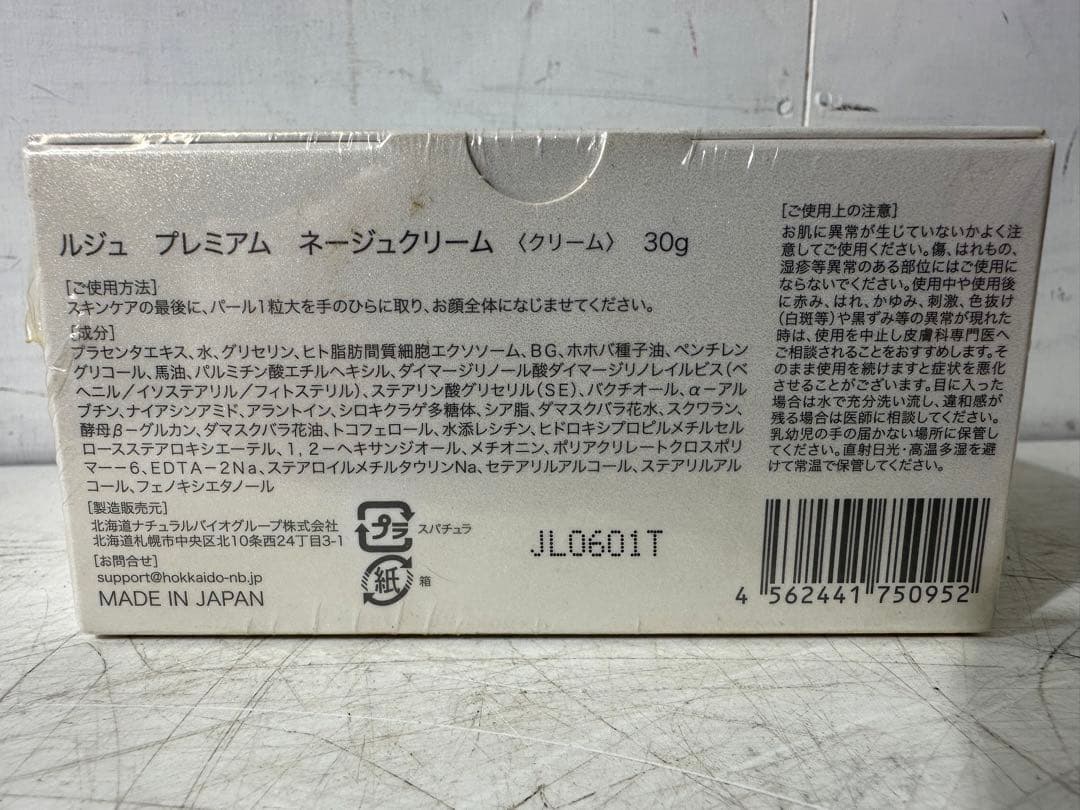 ルジュ　プレミアム　ネージュクリーム　〈クリーム〉　30g
[ご使用方法]
スキンケアの最後に、パール1粒大を手のひらに取り、お顔全体になじませてください。
[成分]
プラセンタエキス、水、グリセリン、ヒト脂肪間質細胞エクソソーム、BG、ホホバ種子油、ペンチレン
グリコール、馬油、パルミチン酸エチルヘキシル、ダイマージリノール酸ダイマージリノレイルビス(ベ
ヘニル/イソステアリル/フィトステリル)、ステアリン酸グリセリル(SE)、バクチオール、α-アル
ブチン、ナイアシンアミド、アラントイン、シロキクラゲ多糖体、シア脂、ダマスクバラ花水、スクワラン、
酵母β-グルカン、ダマスクバラ花油、トコフェロール、水添レシチン、ヒドロキシプロピルメチルセル
ロースステアロキシエーテル、1,2-ヘキサンジオール、メチオニン、ポリアクリレートクロスポリ
マー-6、EDTA-2Na、ステアロイルメチルタウリンNa、セテアリルアルコール、ステアリルアル
コール、フェノキシエタノール
[製造販売元]
北海道ナチュラルバイオグループ株式会社
北海道札幌市中央区北10条西24丁目3-1
[お問合せ]
support@hokkaido-nb.jp
MADE IN JAPAN
プラ スパチュラ
紙 箱
JL0601T
[ご使用上の注意]
お肌に異常が生じていないかよく注
意してご使用ください。傷、はれもの、
湿疹等異常のある部位にはご使用に
ならないでください。使用中や使用後
に赤み、はれ、かゆみ、刺激、色抜け
(白斑等)や黒ずみ等の異常が現れた
時は、使用を中止し皮膚科専門医へ
ご相談されることをおすすめします。そ
のまま使用を続けますと症状を悪化
させることがございます。目に入った
場合は水で充分洗い流し、違和感が
残る場合は医師に相談してください。
乳幼児の手の届かない場所に保管し
てください。直射日光・高温多湿を避
けて常温で保管してください。
4 562441 750952